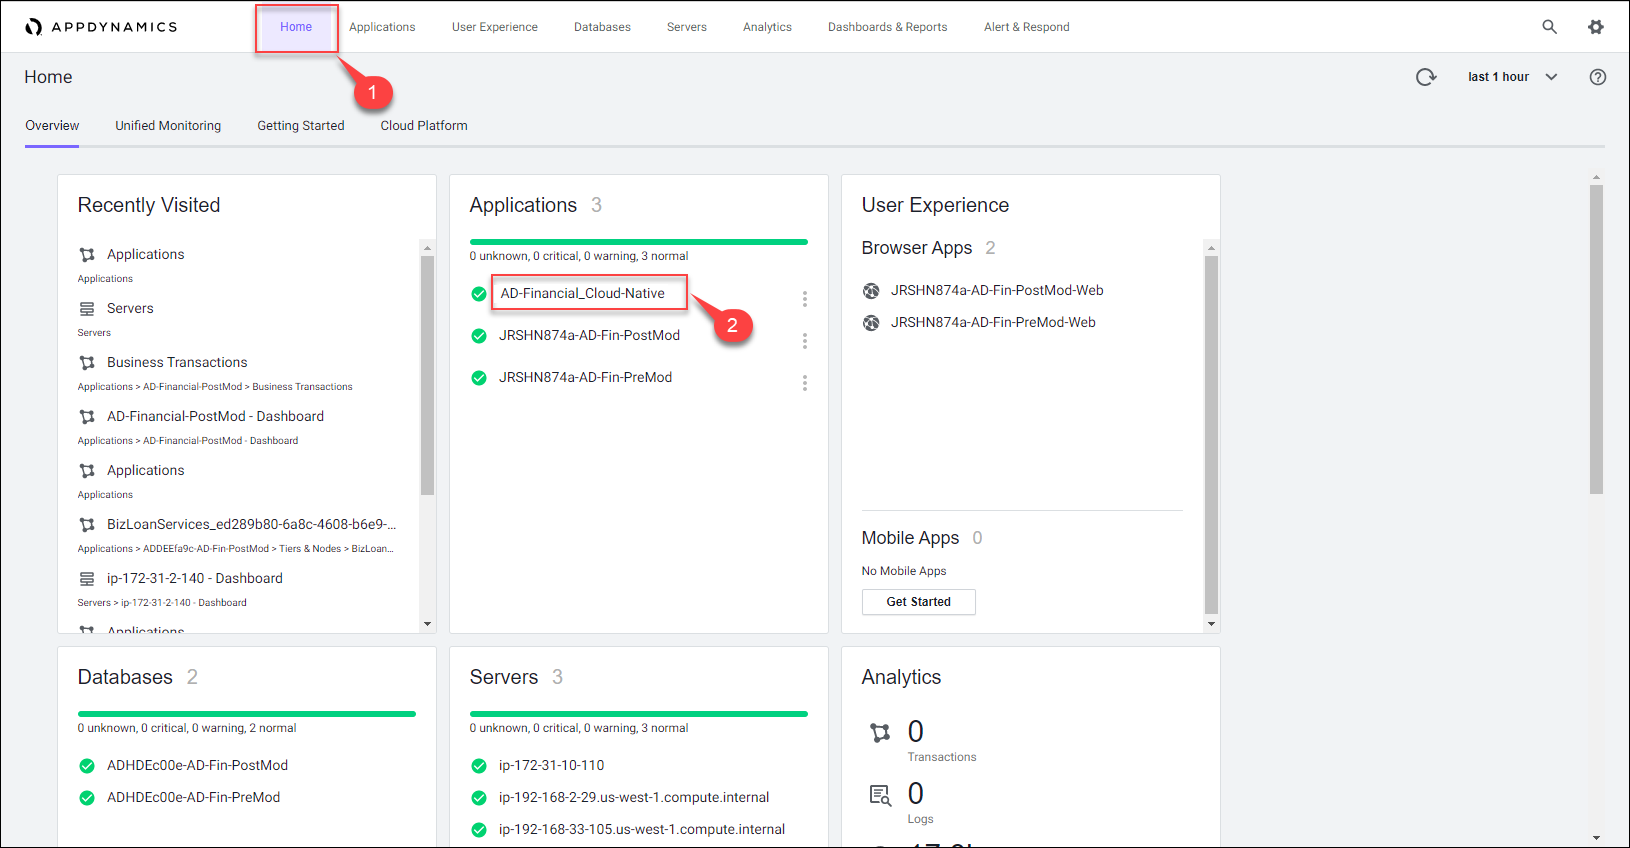 APPDYNAMICS
Home
Applications
User Experience
Databases
Servers
Analytics
Dashboards & Reports
Alert & Respond
1
Home
last 1 hour
Overview
Unified Monitoring
Getting Started
Cloud Platform
Recently Visited
Applications
Applications
Servers
Servers
Business Transactions
Applications > AD-Financial-PostMod > Business Transactions
AD-Financial-PostMod - Dashboard
Applications > AD-Financial-PostMod - Dashboard
Applications
Applications
BizLoanServices_ed289b80-6a8c-4608-b6e9-...
Applications > ADDEEfa9c-AD-Fin-PostMod > Tiers & Nodes > BizLoan...
ip-172-31-2-140 - Dashboard
Servers > ip-172-31-2-140 - Dashboard
Applications
Applications 3
0 unknown, 0 critical, 0 warning, 3 normal
AD-Financial_Cloud-Native
2
JRSHN874a-AD-Fin-PostMod
JRSHN874a-AD-Fin-PreMod
User Experience
Browser Apps 2
JRSHN874a-AD-Fin-PostMod-Web
JRSHN874a-AD-Fin-PreMod-Web
Mobile Apps 0
No Mobile Apps
Get Started
Databases 2
0 unknown, 0 critical, 0 warning, 2 normal
ADHDEc00e-AD-Fin-PostMod
ADHDEc00e-AD-Fin-PreMod
Servers 3
0 unknown, 0 critical, 0 warning, 3 normal
ip-172-31-10-110
ip-192-168-2-29.us-west-1.compute.internal
ip-192-168-33-105.us-west-1.compute.internal
Analytics
0
Transactions
0
Logs